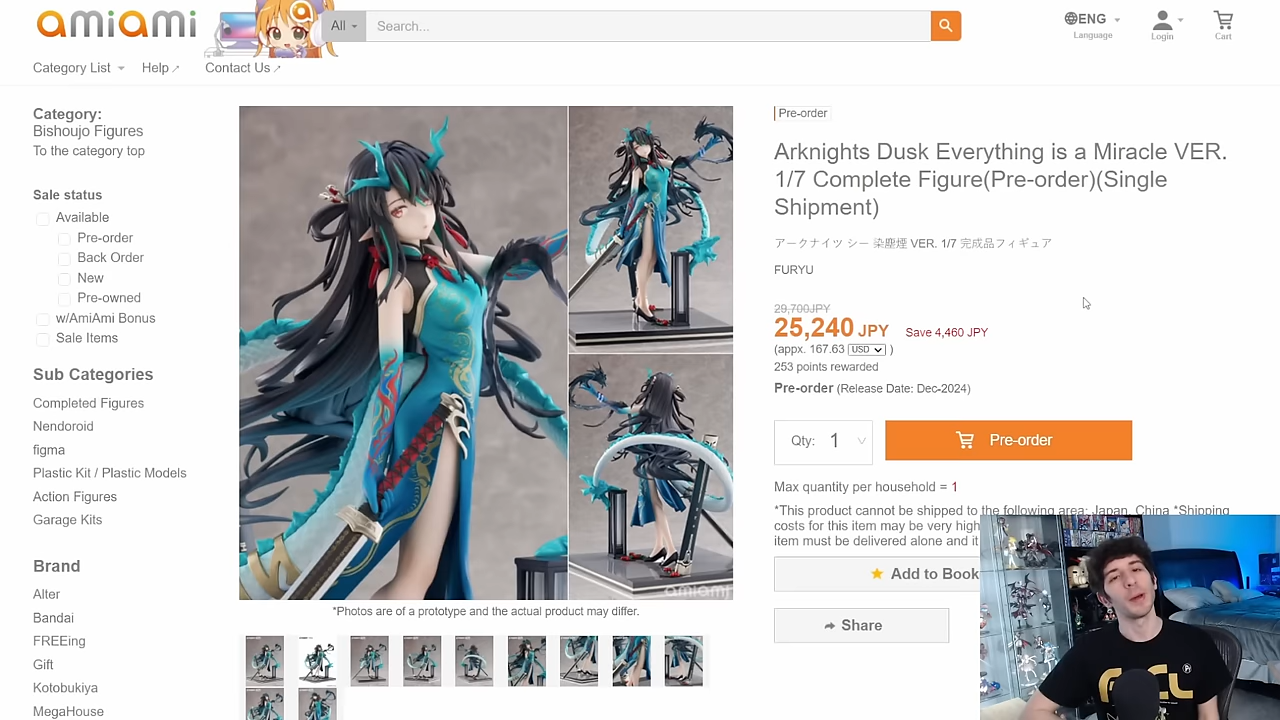 amiami
All
Search...
ENG
Language
Login
Cart
Category List
Help
Contact Us
Category:
Bishoujo Figures
To the category top
Sale status
Available
Pre-order
Back Order
New
Pre-owned
w/AmiAmi Bonus
Sale Items
Sub Categories
Completed Figures
Nendoroid
figma
Plastic Kit / Plastic Models
Action Figures
Garage Kits
Brand
Alter
Bandai
FREEing
Gift
Kotobukiya
MegaHouse
amiami
*Photos are of a prototype and the actual product may differ.
Pre-order
Arknights Dusk Everything is a Miracle VER.
1/7 Complete Figure(Pre-order)(Single
Shipment)
アークナイツ シー 染塵煙 VER. 1/7 完成品フィギュア
FURYU
29,700JPY
25,240 JPY Save 4,460 JPY
(appx. 167.63 USD )
253 points rewarded
Pre-order (Release Date: Dec-2024)
Qty: 1
Pre-order
Max quantity per household = 1
*This product cannot be shipped to the following area: Japan, China *Shipping
costs for this item may be very high
item must be delivered alone and it
Add to Book
Share